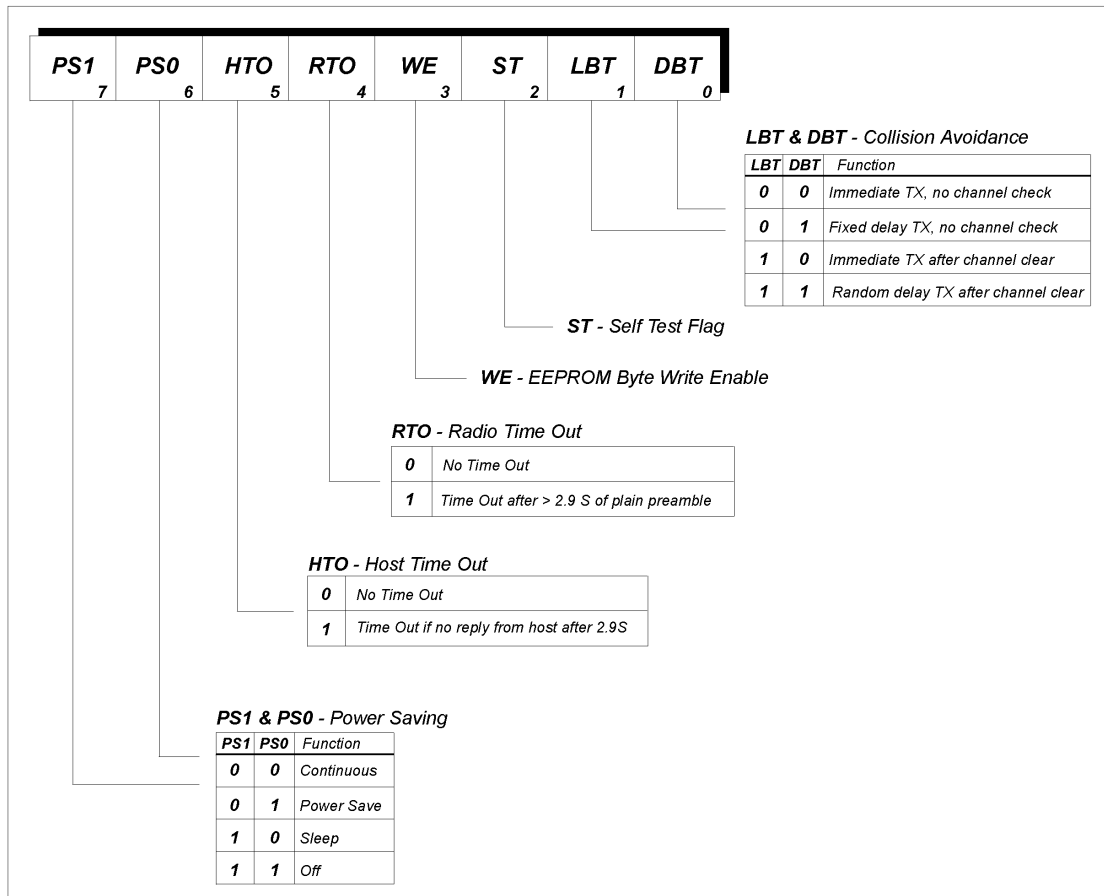 PS1 PS0 HTO RTO WE ST LBT DBT
7 6 5 4 3 2 1 0
LBT & DBT - Collision Avoidance
LBT DBT Function
0 0 Immediate TX, no channel check
0 1 Fixed delay TX, no channel check
1 0 Immediate TX after channel clear
1 1 Random delay TX after channel clear
ST - Self Test Flag
WE - EEPROM Byte Write Enable
RTO - Radio Time Out
0 No Time Out
1 Time Out after > 2.9 S of plain preamble
HTO - Host Time Out
0 No Time Out
1 Time Out if no reply from host after 2.9S
PS1 & PS0 - Power Saving
PS1 PS0 Function
0 0 Continuous
0 1 Power Save
1 0 Sleep
1 1 Off